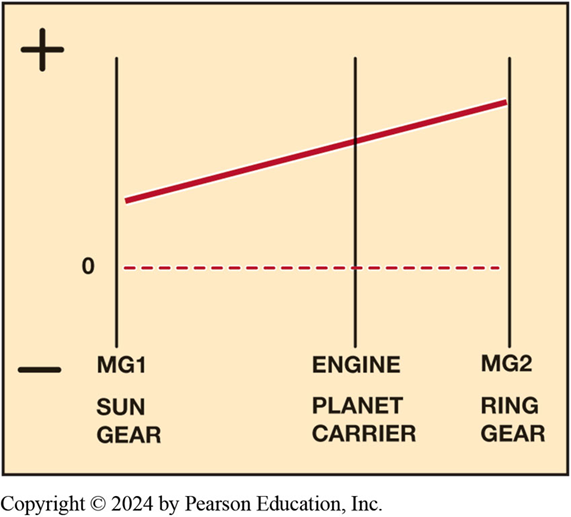 +
0
−
MG1 ENGINE MG2
SUN PLANET RING
GEAR CARRIER GEAR
Copyright © 2024 by Pearson Education, Inc.